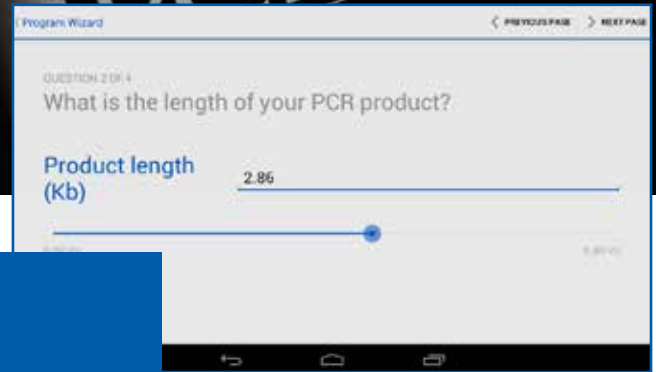 Program Wizard
PREVIOUS PAGE
NEXT PAGE
QUESTION 2 OF 4
What is the length of your PCR product?
Product length
(Kb)
2.86